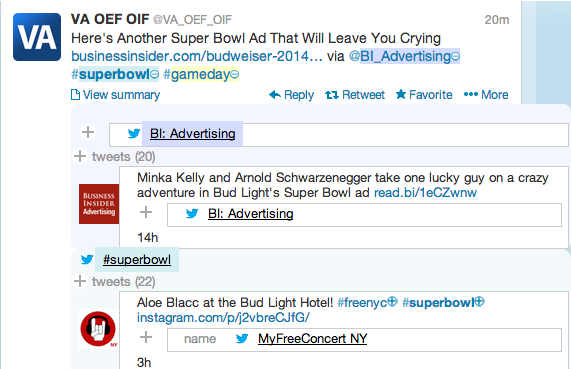 VA
VA OEF OIF @VA_OEF_OIF 20m
Here's Another Super Bowl Ad That Will Leave You Crying
businessinsider.com/budweiser-2014… via @BI_Advertising
#superbowl #gameday
View summary Reply Retweet Favorite More
BI: Advertising
tweets (20)
BUSINESS
INSIDER
Advertising
Minka Kelly and Arnold Schwarzenegger take one lucky guy on a crazy
adventure in Bud Light's Super Bowl ad read.bi/1eCZwnw
BI: Advertising
14h
#superbowl
tweets (22)
NY
Aloe Blacc at the Bud Light Hotel! #freenyc #superbowl
instagram.com/p/j2vbreCJfG/
name MyFreeConcert NY
3h